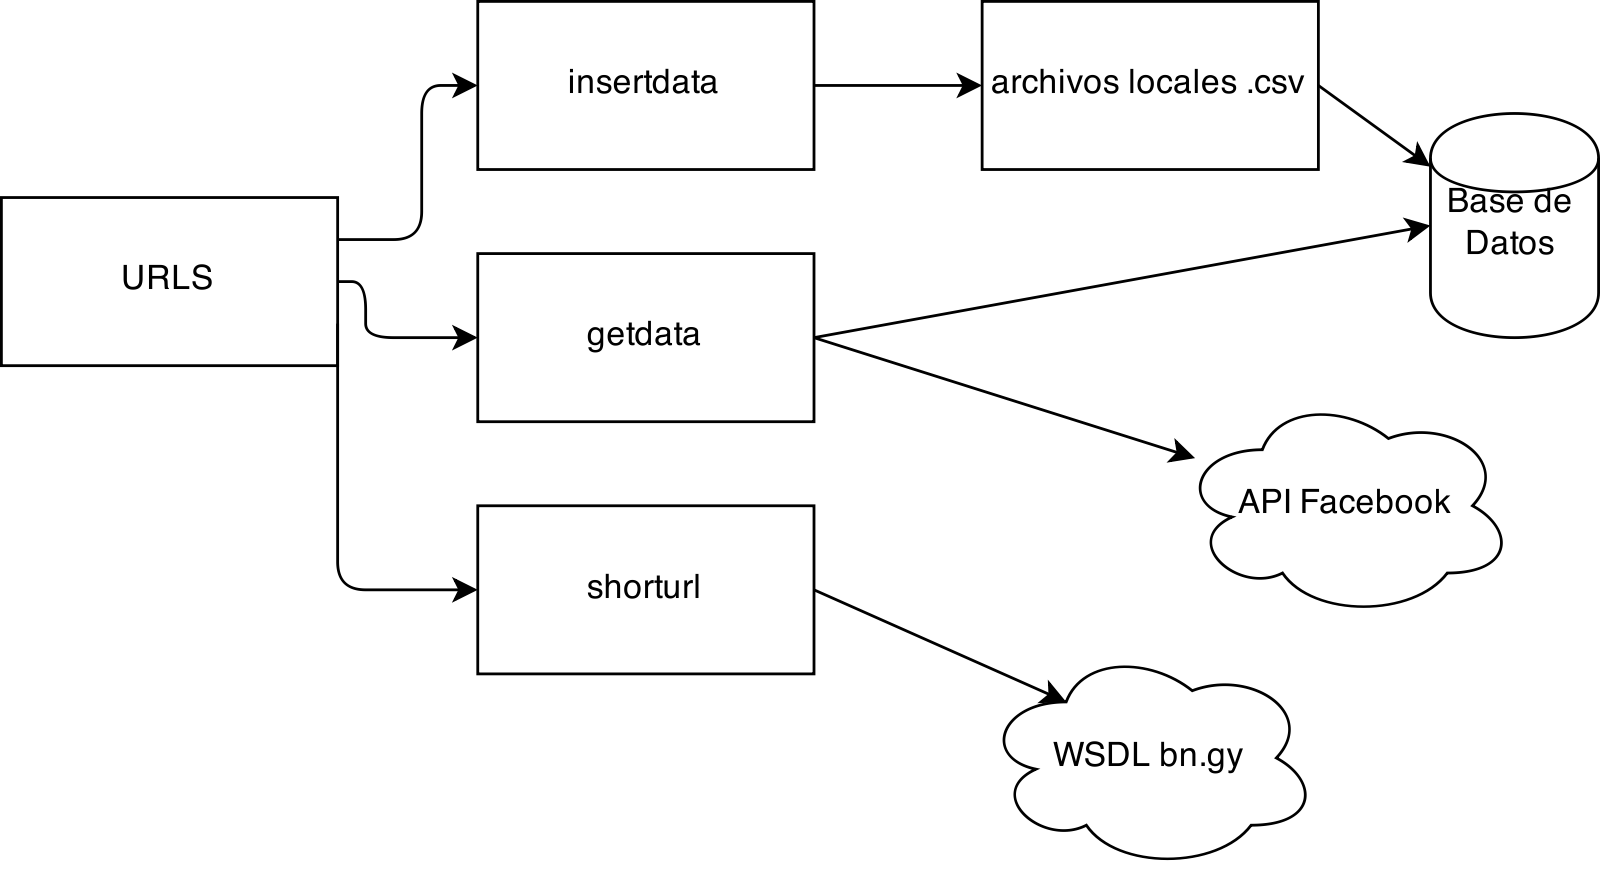 insertdata
archivos locales .csv
Base de
Datos
URLS
getdata
API Facebook
shorturl
WSDL bn.gy